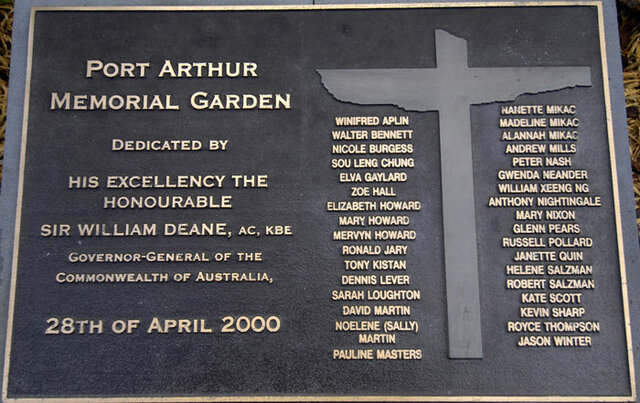 PORT ARTHUR
MEMORIAL GARDEN
DEDICATED BY
HIS EXCELLENCY THE
HONOURABLE
SIR WILLIAM DEANE, AC, KBE
GOVERNOR-GENERAL OF THE
COMMONWEALTH OF AUSTRALIA,
28TH OF APRIL 2000
WINIFRED APLIN
WALTER BENNETT
NICOLE BURGESS
SOU LENG CHUNG
ELVA GAYLARD
ZOE HALL
ELIZABETH HOWARD
MARY HOWARD
MERVYN HOWARD
RONALD JARY
TONY KISTAN
DENNIS LEVER
SARAH LOUGHTON
DAVID MARTIN
NOELENE (SALLY)
MARTIN
PAULINE MASTERS
NANETTE MIKAC
MADELINE MIKAC
ALANNAH MIKAC
ANDREW MILLS
PETER NASH
GWENDA NEANDER
WILLIAM XEENG NG
ANTHONY NIGHTINGALE
MARY NIXON
GLENN PEARS
RUSSELL POLLARD
JANETTE QUIN
HELENE SALZMAN
ROBERT SALZMAN
KATE SCOTT
KEVIN SHARP
ROYCE THOMPSON
JASON WINTER